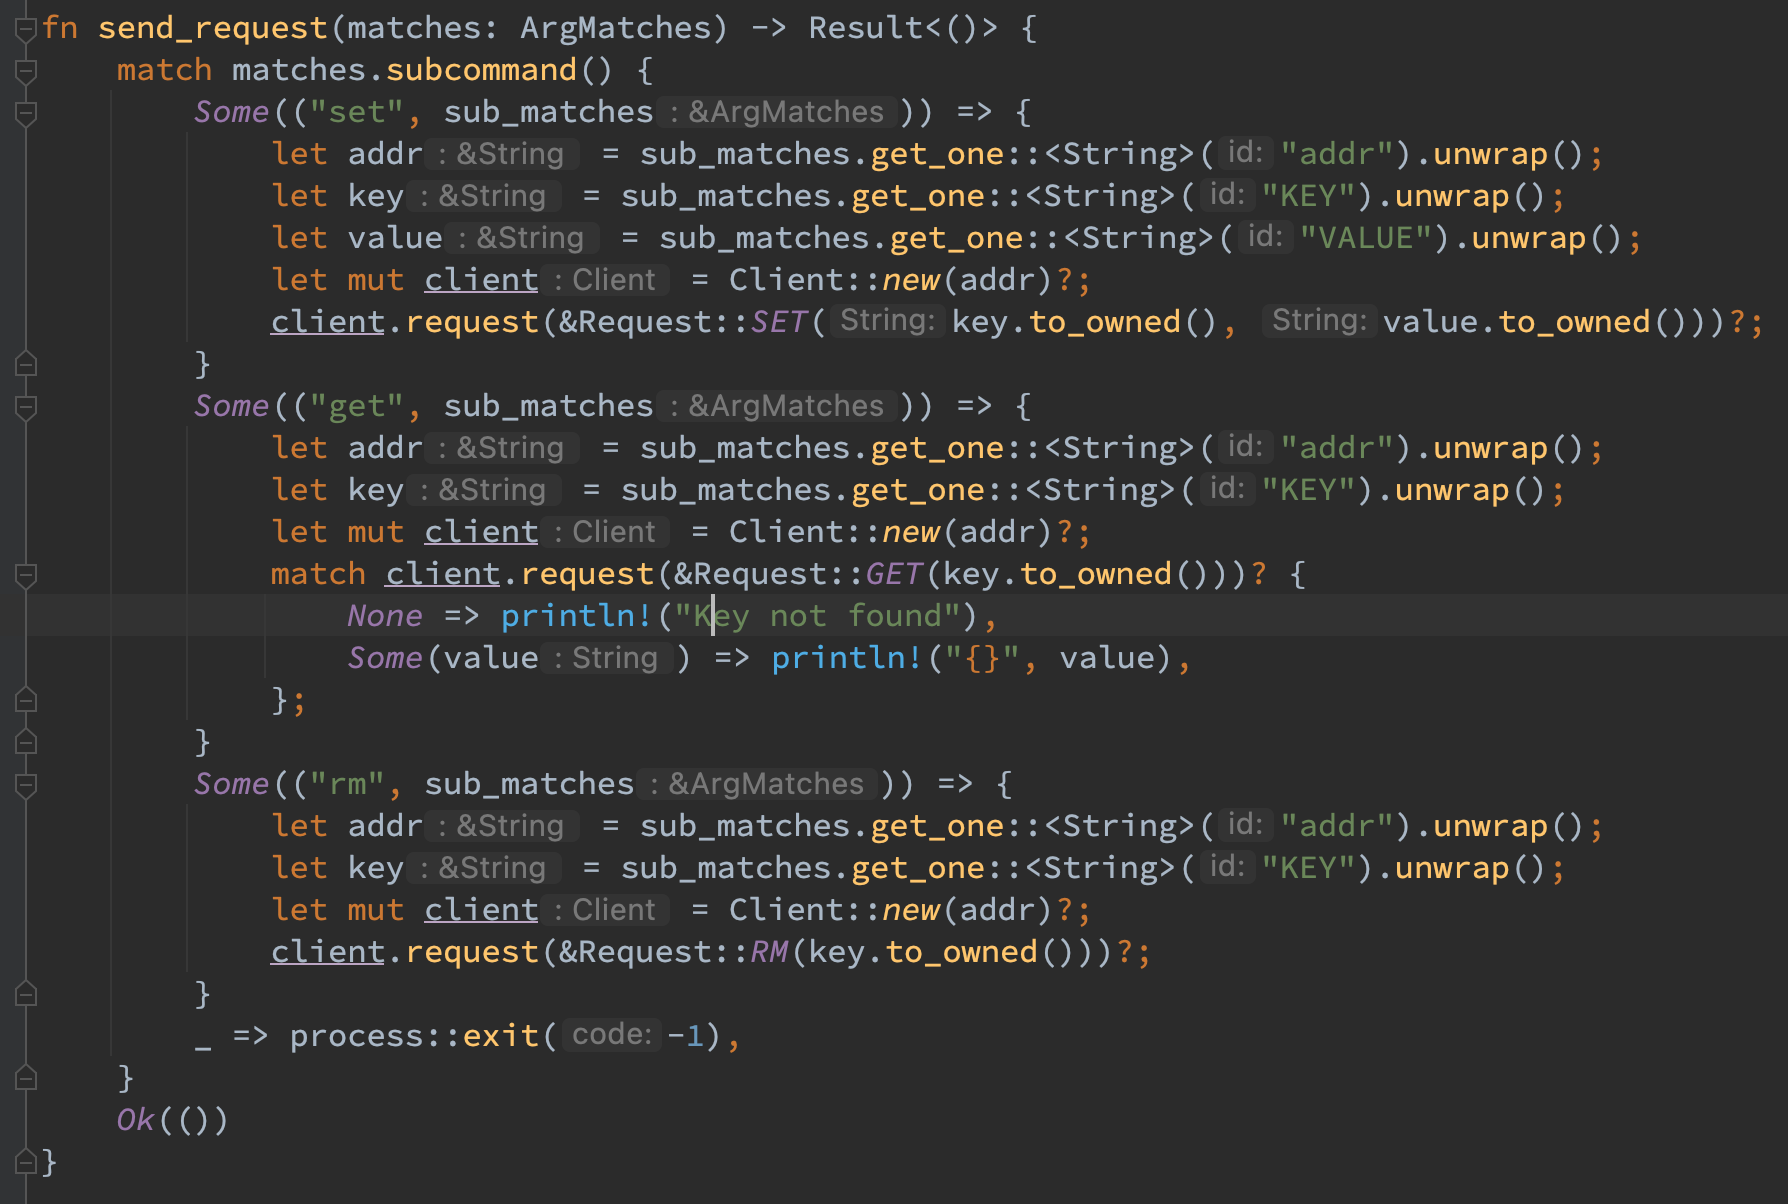 fn send_request(matches: ArgMatches) -> Result<()> {
    match matches.subcommand() {
        Some(("set", sub_matches: &ArgMatches)) => {
            let addr: &String = sub_matches.get_one::<String>(id: "addr").unwrap();
            let key: &String = sub_matches.get_one::<String>(id: "KEY").unwrap();
            let value: &String = sub_matches.get_one::<String>(id: "VALUE").unwrap();
            let mut client: Client = Client::new(addr)?;
            client.request(&Request::SET(String: key.to_owned(), String: value.to_owned()))?;
        }
        Some(("get", sub_matches: &ArgMatches)) => {
            let addr: &String = sub_matches.get_one::<String>(id: "addr").unwrap();
            let key: &String = sub_matches.get_one::<String>(id: "KEY").unwrap();
            let mut client: Client = Client::new(addr)?;
            match client.request(&Request::GET(key.to_owned()))? {
                None => println!("Key not found"),
                Some(value: String) => println!("{}", value),
            };
        }
        Some(("rm", sub_matches: &ArgMatches)) => {
            let addr: &String = sub_matches.get_one::<String>(id: "addr").unwrap();
            let key: &String = sub_matches.get_one::<String>(id: "KEY").unwrap();
            let mut client: Client = Client::new(addr)?;
            client.request(&Request::RM(key.to_owned()))?;
        }
        _ => process::exit(code: -1),
    }
    Ok(())
}